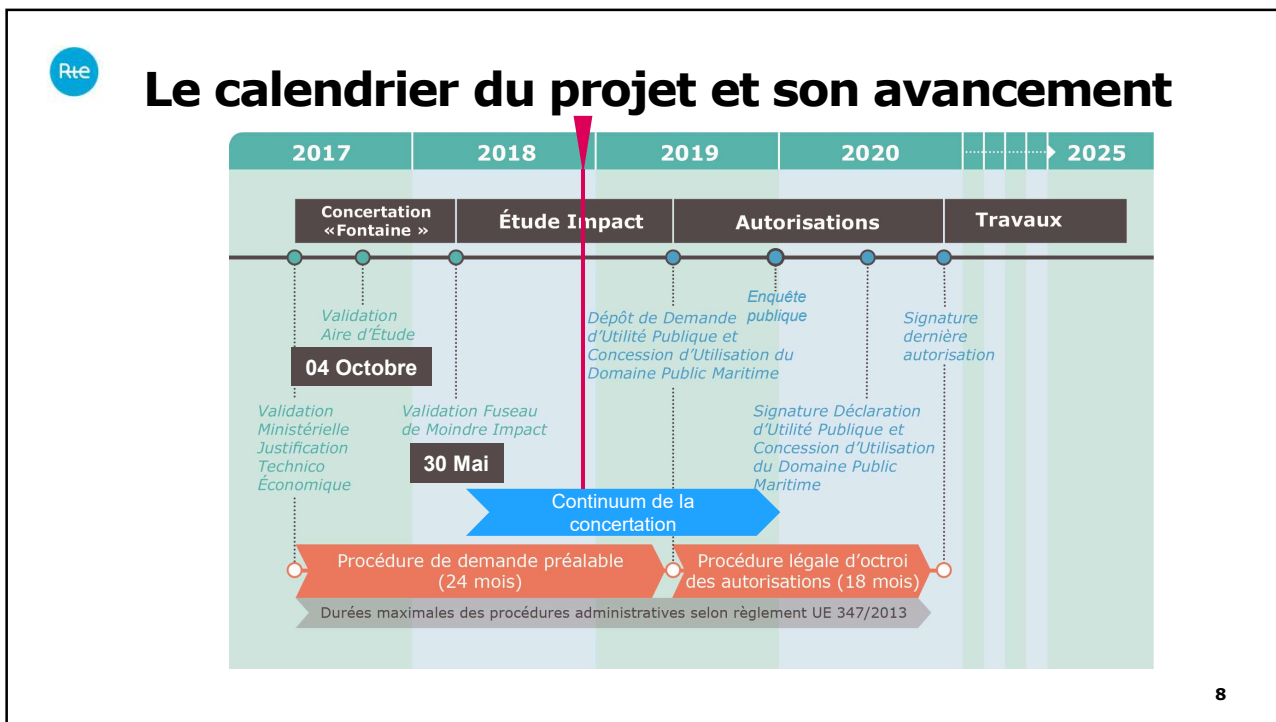 Rte
Le calendrier du projet et son avancement
2017
2018
2019
2020
2025
Concertation
«Fontaine »
Étude Impact
Autorisations
Travaux
Validation
Aire d'Étude
04 Octobre
Validation
Ministérielle
Justification
Technico
Économique
Validation Fuseau
de Moindre Impact
30 Mai
Dépôt de Demande
d'Utilité Publique et
Concession d'Utilisation du
Domaine Public Maritime
Enquête
publique
Signature Déclaration
d'Utilité Publique et
Concession d'Utilisation
du Domaine Public
Maritime
Signature
dernière
autorisation
Continuum de la
concertation
Procédure de demande préalable
(24 mois)
Procédure légale d'octroi
des autorisations (18 mois)
Durées maximales des procédures administratives selon règlement UE 347/2013
8